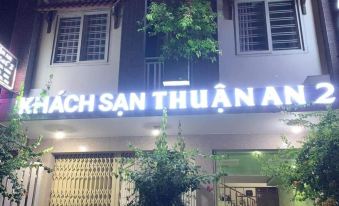 KHÁCH SẠN THUẬN AN 2